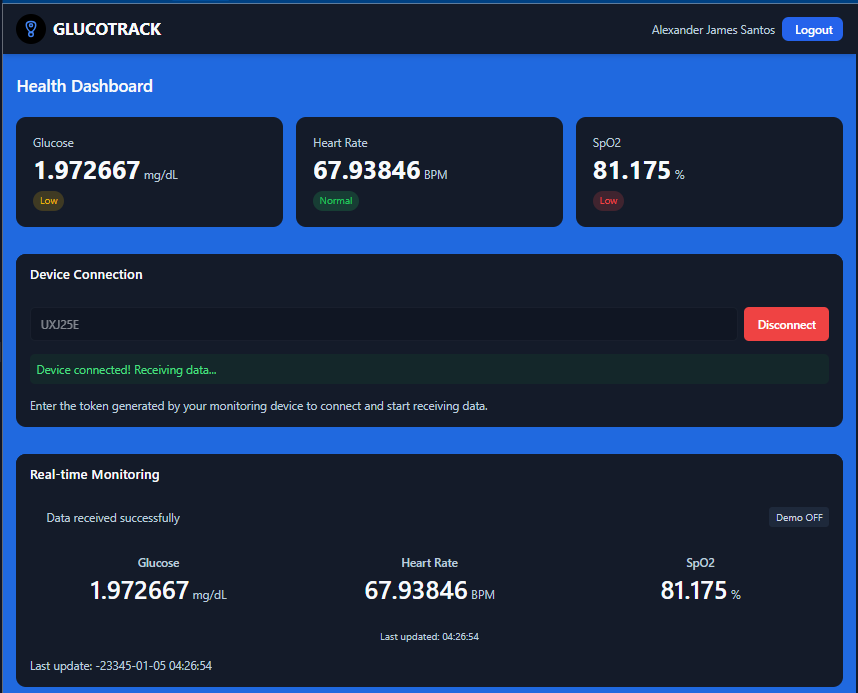 GLUCOTRACK
Alexander James Santos
Logout
Health Dashboard
Glucose
1.972667 mg/dL
Low
Heart Rate
67.93846 BPM
Normal
SpO2
81.175 %
Low
Device Connection
UXJ25E
Disconnect
Device connected! Receiving data...
Enter the token generated by your monitoring device to connect and start receiving data.
Real-time Monitoring
Data received successfully
Demo OFF
Glucose
1.972667 mg/dL
Heart Rate
67.93846 BPM
SpO2
81.175 %
Last updated: 04:26:54
Last update: -23345-01-05 04:26:54